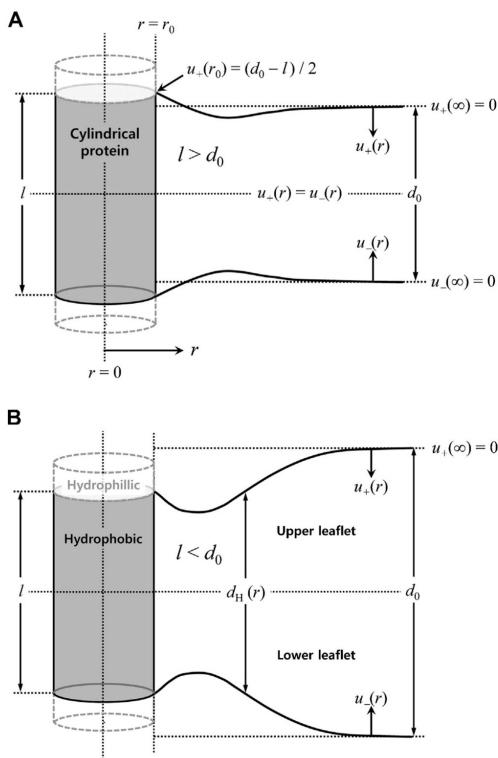 A
r = r₀
u₊(r₀) = (d₀ − l) / 2
u₊(∞) = 0
Cylindrical
protein
l > d₀
u₊(r)
l
u₊(r) = u₋(r)
d₀
u₋(r)
u₋(∞) = 0
r
r = 0
B
u₊(∞) = 0
Hydrophillic
u₊(r)
Hydrophobic
l < d₀
Upper leaflet
l
d_H(r)
d₀
Lower leaflet
u₋(r)